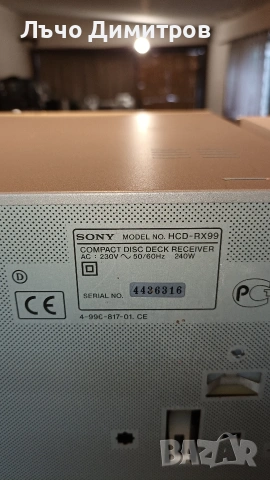 Лъчо Димитров
SONY MODEL NO. HCD-RX99
COMPACT DISC DECK RECEIVER
AC : 230V ~ 50/60Hz 240W
SERIAL NO. 4436316
D
CE
4-996-817-01. CE
BAZAR